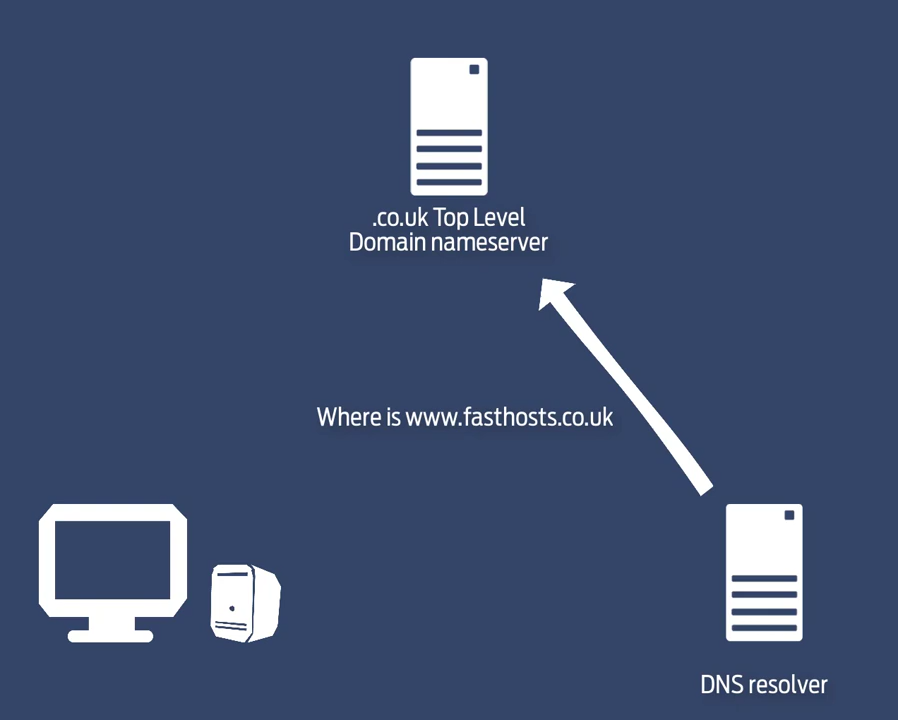 .co.uk Top Level
Domain nameserver
Where is www.fasthosts.co.uk
DNS resolver